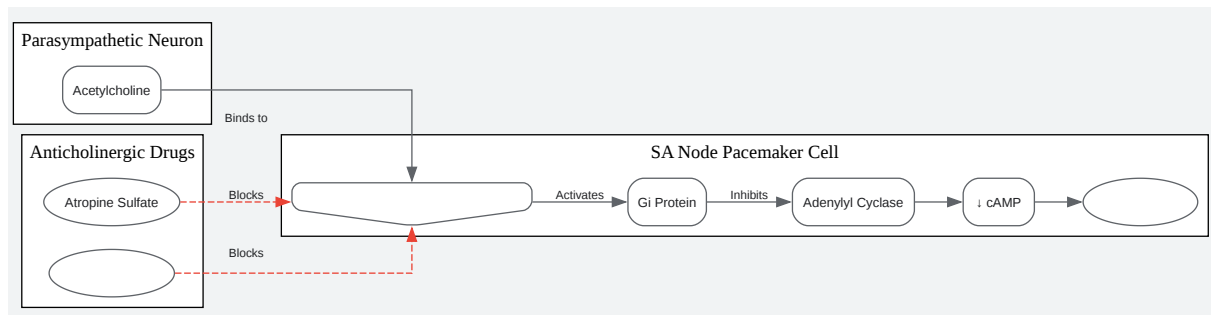 Parasympathetic Neuron
Acetylcholine
Binds to
Anticholinergic Drugs
Atropine Sulfate
Blocks
Blocks
SA Node Pacemaker Cell
Activates
Gi Protein
Inhibits
Adenylyl Cyclase
↓ cAMP